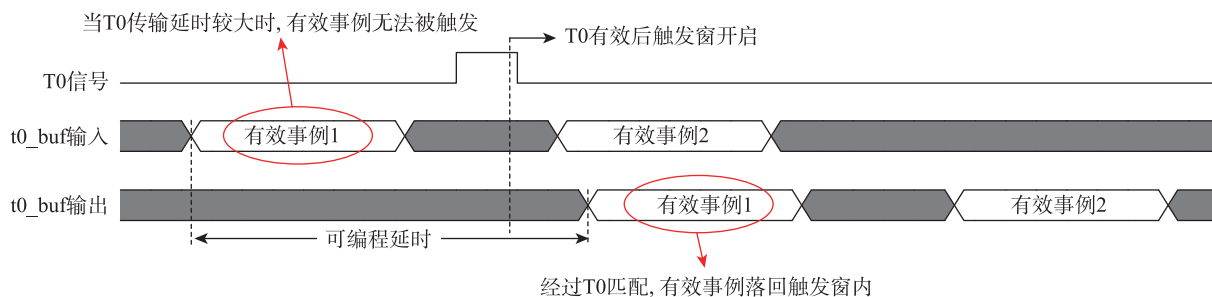 当T0传输延时较大时, 有效事例无法被触发
T0有效后触发窗开启
T0信号
t0_buf输入
有效事例1
有效事例2
t0_buf输出
有效事例1
有效事例2
可编程延时
经过T0匹配, 有效事例落回触发窗内